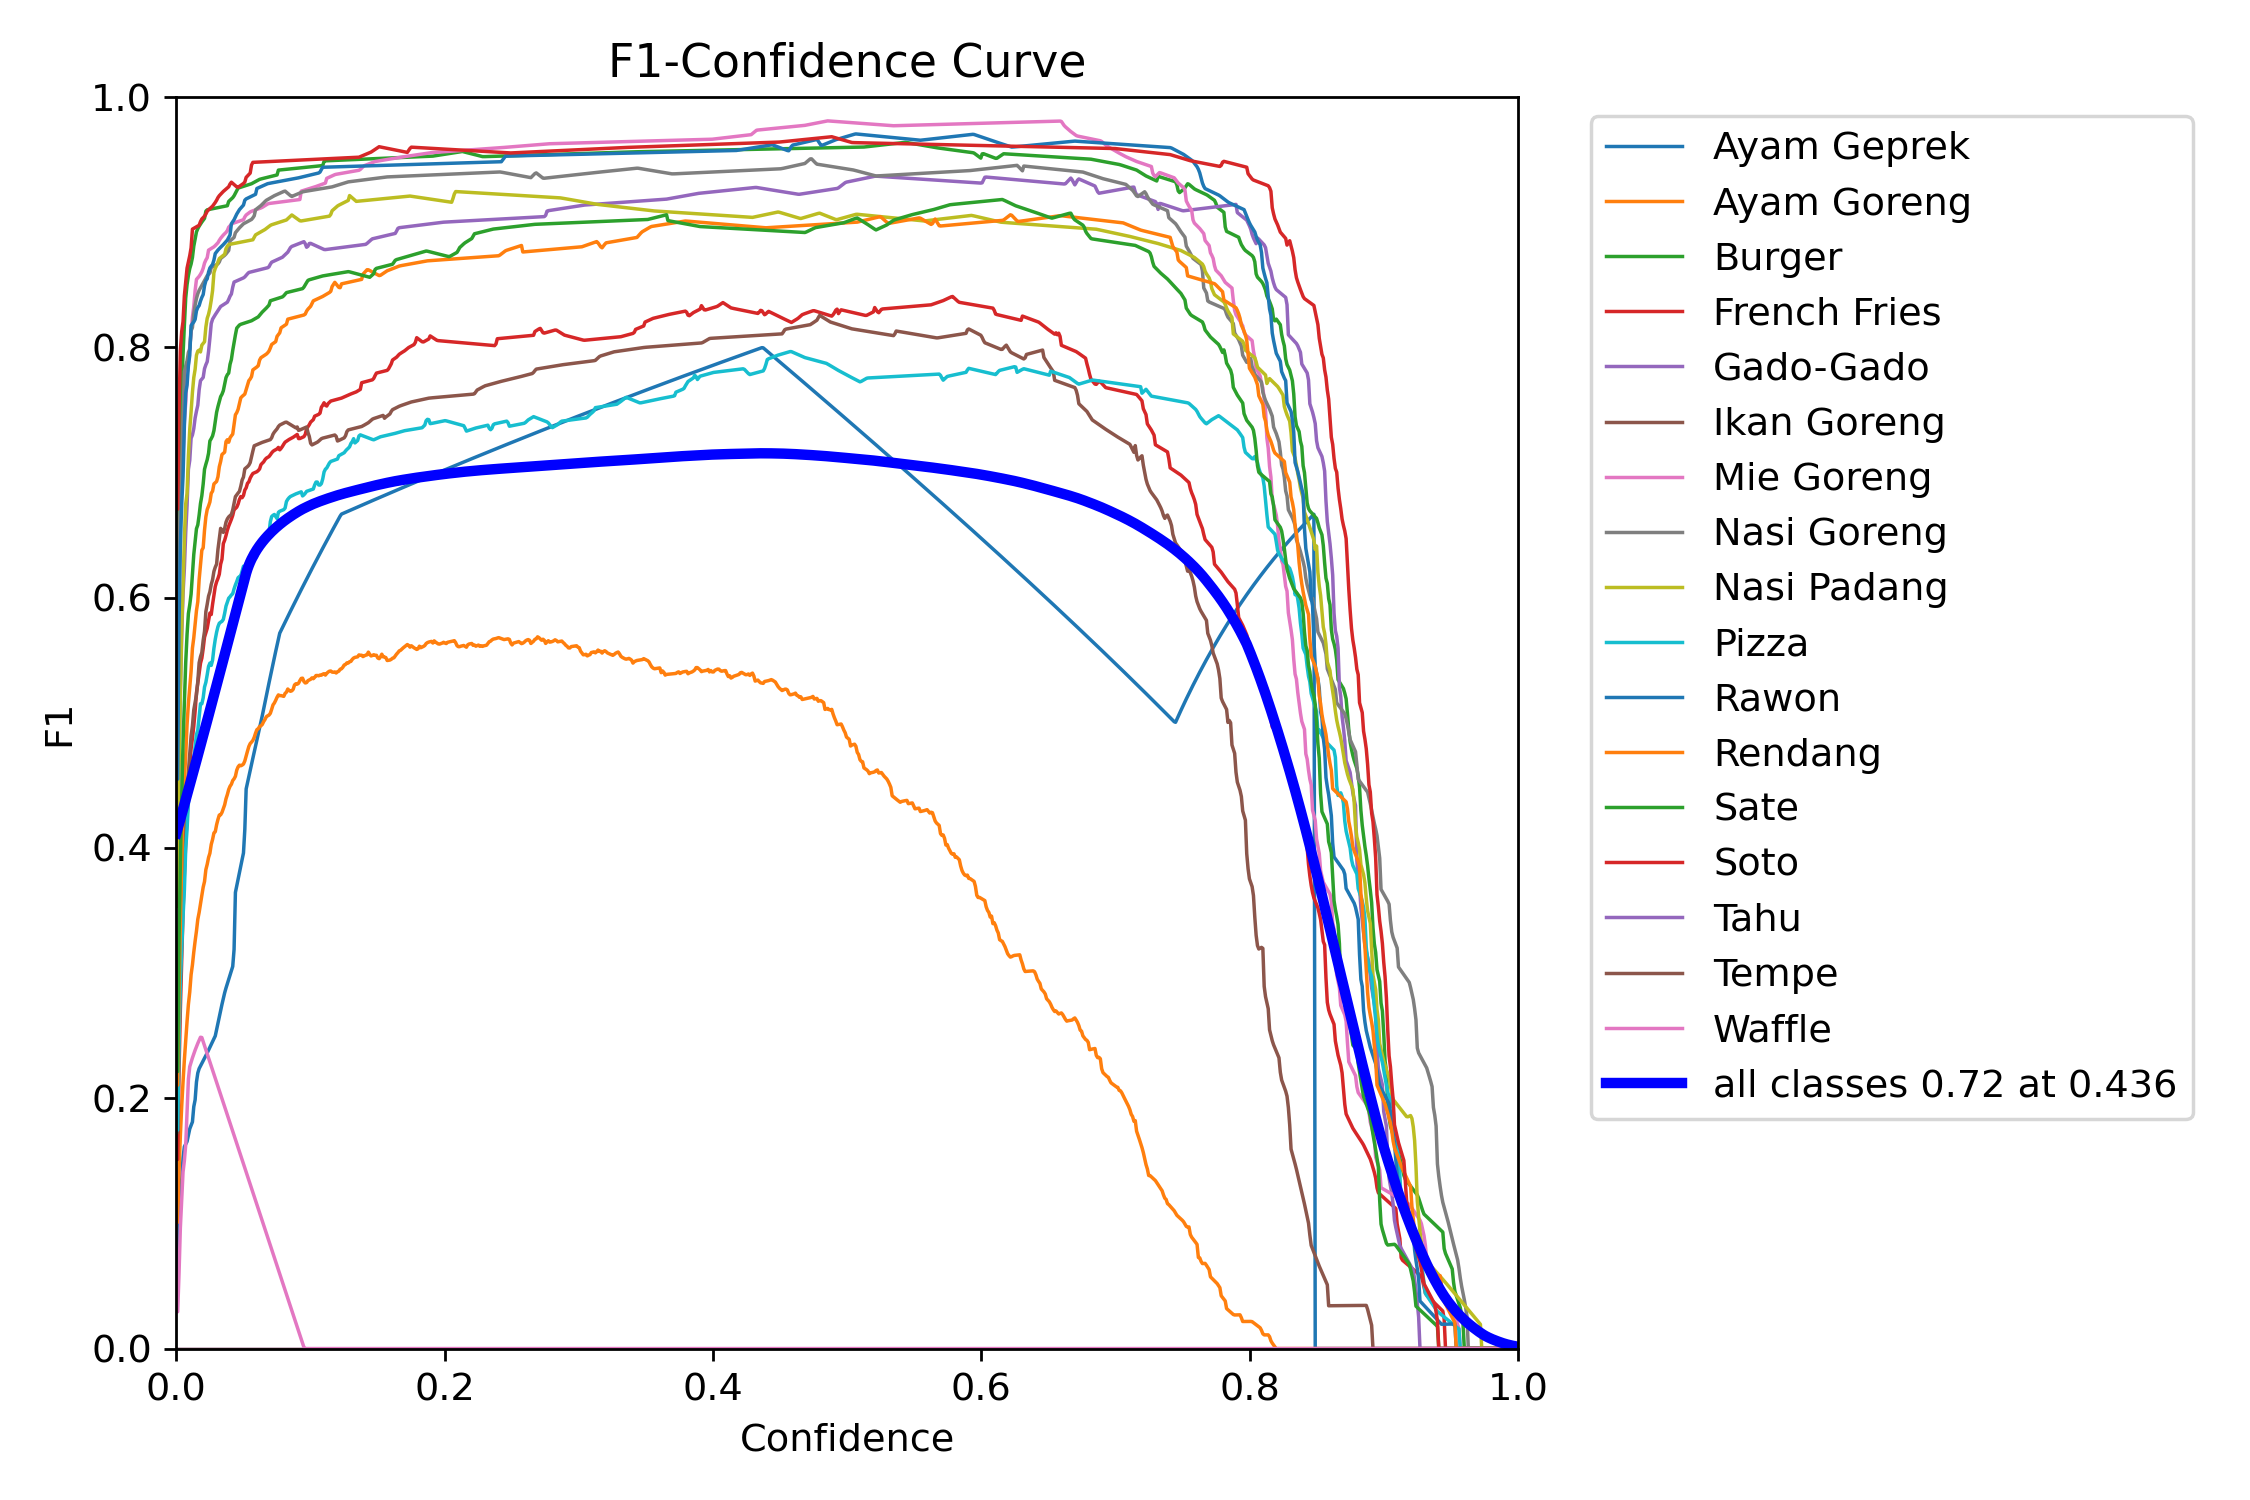 F1-Confidence Curve
1.0
0.8
0.6
0.4
0.2
0.0
F1
0.0 0.2 0.4 0.6 0.8 1.0
Confidence
Ayam Geprek
Ayam Goreng
Burger
French Fries
Gado-Gado
Ikan Goreng
Mie Goreng
Nasi Goreng
Nasi Padang
Pizza
Rawon
Rendang
Sate
Soto
Tahu
Tempe
Waffle
all classes 0.72 at 0.436